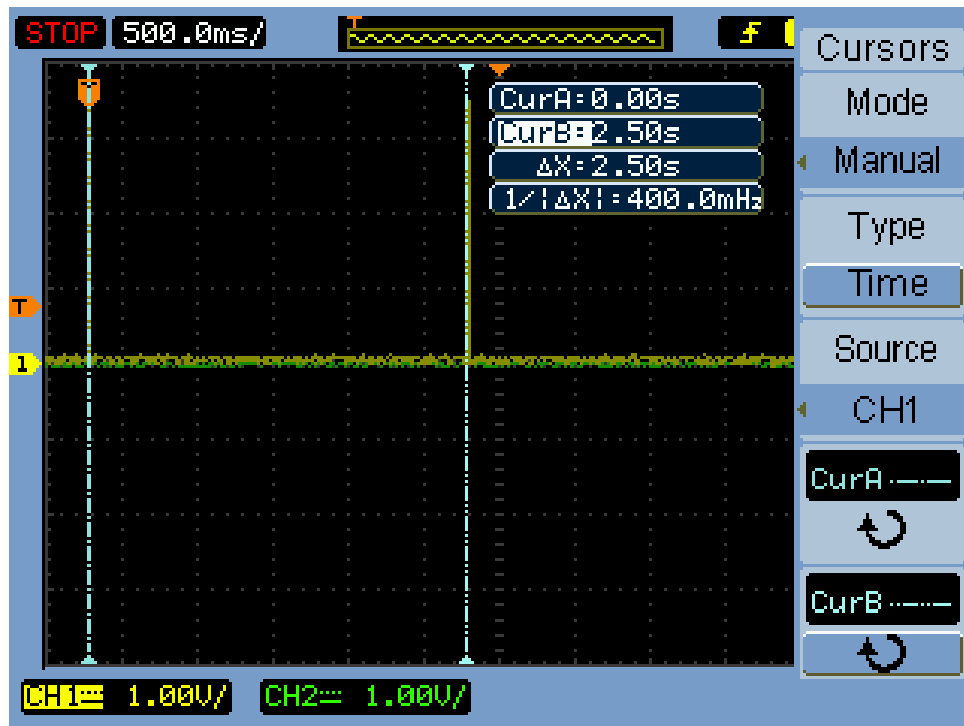 STOP 500.0ms/
T
Cursors
Mode
Manual
Type
Time
Source
CH1
CurA
CurB
T
CurA:0.00s
CurB:2.50s
ΔX:2.50s
1/|ΔX|:400.0mHz
T
1
CH1 1.00V/ CH2 1.00V/